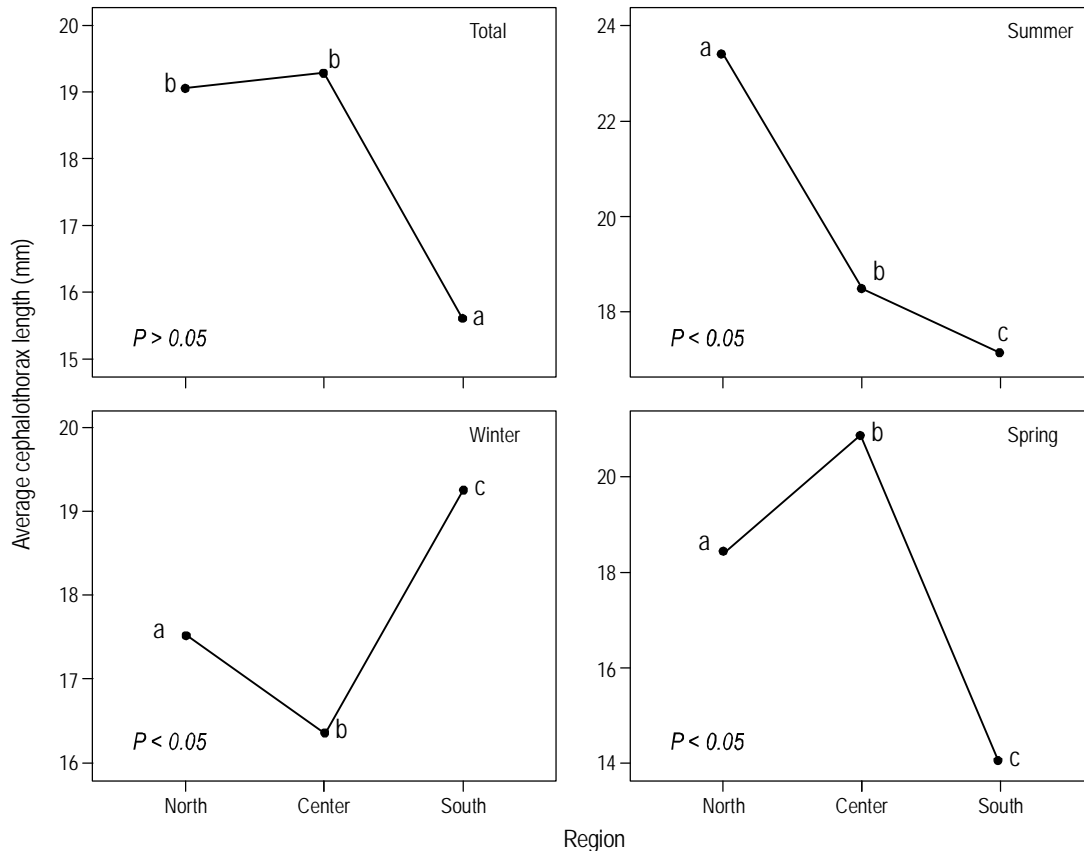 Average cephalothorax length (mm)
Total
20
19
18
17
16
15
b
b
a
P > 0.05
Summer
24
22
20
18
a
b
c
P < 0.05
Winter
20
19
18
17
16
a
b
c
P < 0.05
North
Center
South
Spring
20
18
16
14
a
b
c
P < 0.05
North
Center
South
Region